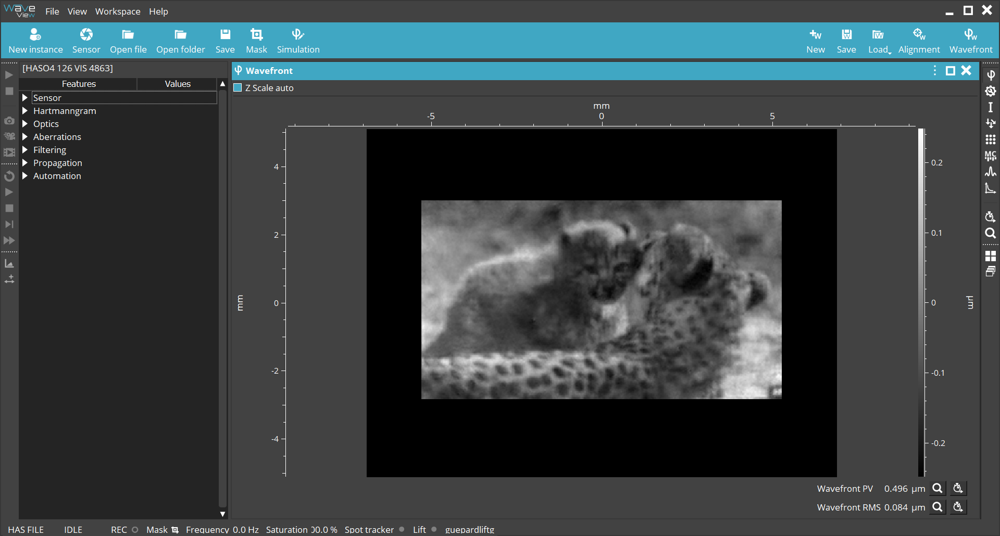 Wave View File View Workspace Help
New instance Sensor Open file Open folder Save Mask Simulation New Save Load Alignment Wavefront
[HASO4 126 VIS 4863]
Features Values
Sensor
Hartmanngram
Optics
Aberrations
Filtering
Propagation
Automation
Wavefront
Z Scale auto
mm
-5 0 5
mm
4
2
0
-2
-4
0.2
0.1
0
-0.1
-0.2
µm
MC
Wavefront PV 0.496 µm
Wavefront RMS 0.084 µm
HAS FILE IDLE REC Mask Frequency 0.0 Hz Saturation 00.0 % Spot tracker Lift guepardliftg